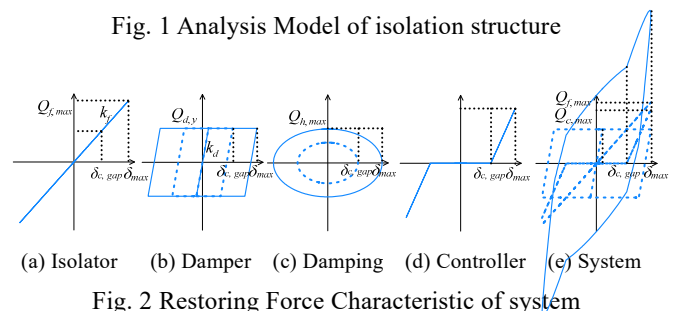 Fig. 1 Analysis Model of isolation structure
Q_{f, max} k_f δ_{c, gap} δ_{max}
Q_{d, y} k_d δ_{c, gap} δ_{max}
Q_{h, max} δ_{c, gap} δ_{max}
δ_{c, gap} δ_{max}
Q_{f, max} Q_{c, max} δ_{c, gap} δ_{max}
(a) Isolator (b) Damper (c) Damping (d) Controller (e) System
Fig. 2 Restoring Force Characteristic of system